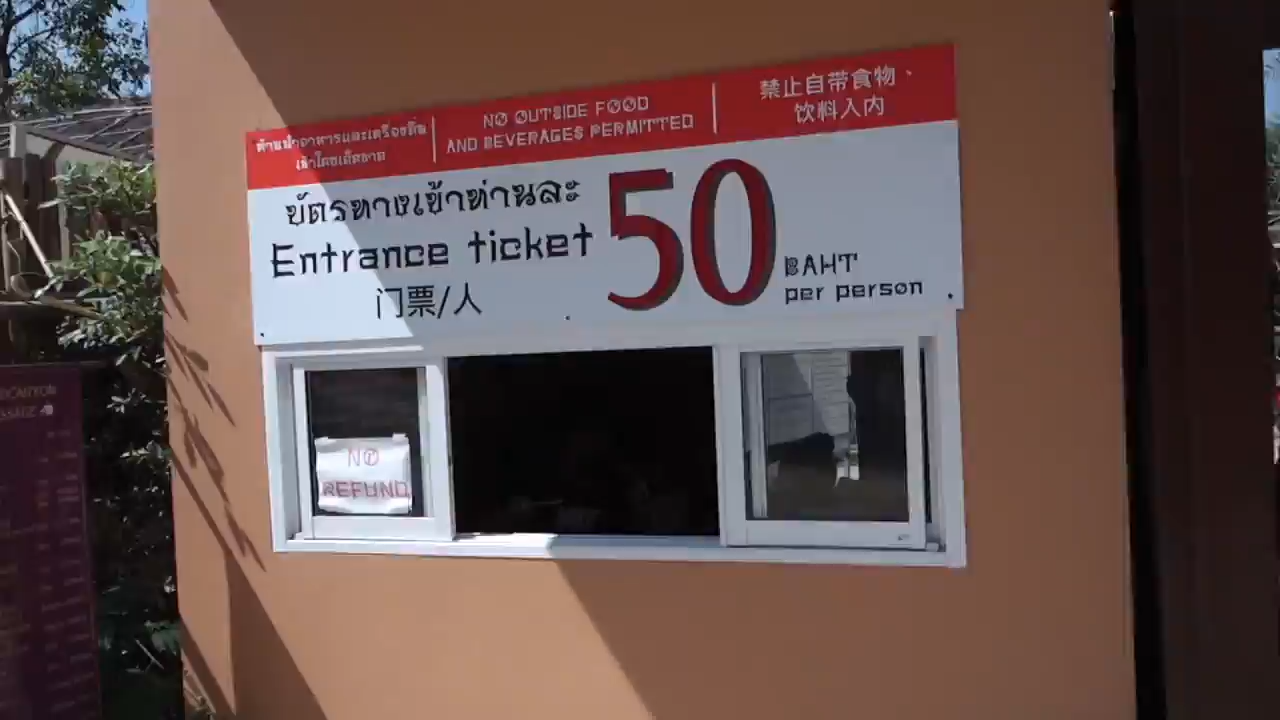 ห้ามนำอาหารและเครื่องดื่ม
เข้าโดยเด็ดขาด
NO OUTSIDE FOOD
AND BEVERAGES PERMITTED
禁止自带食物、
饮料入内
บัตรทางเข้าท่านละ
Entrance ticket
门票/人
50
BAHT
per person
NO
REFUND